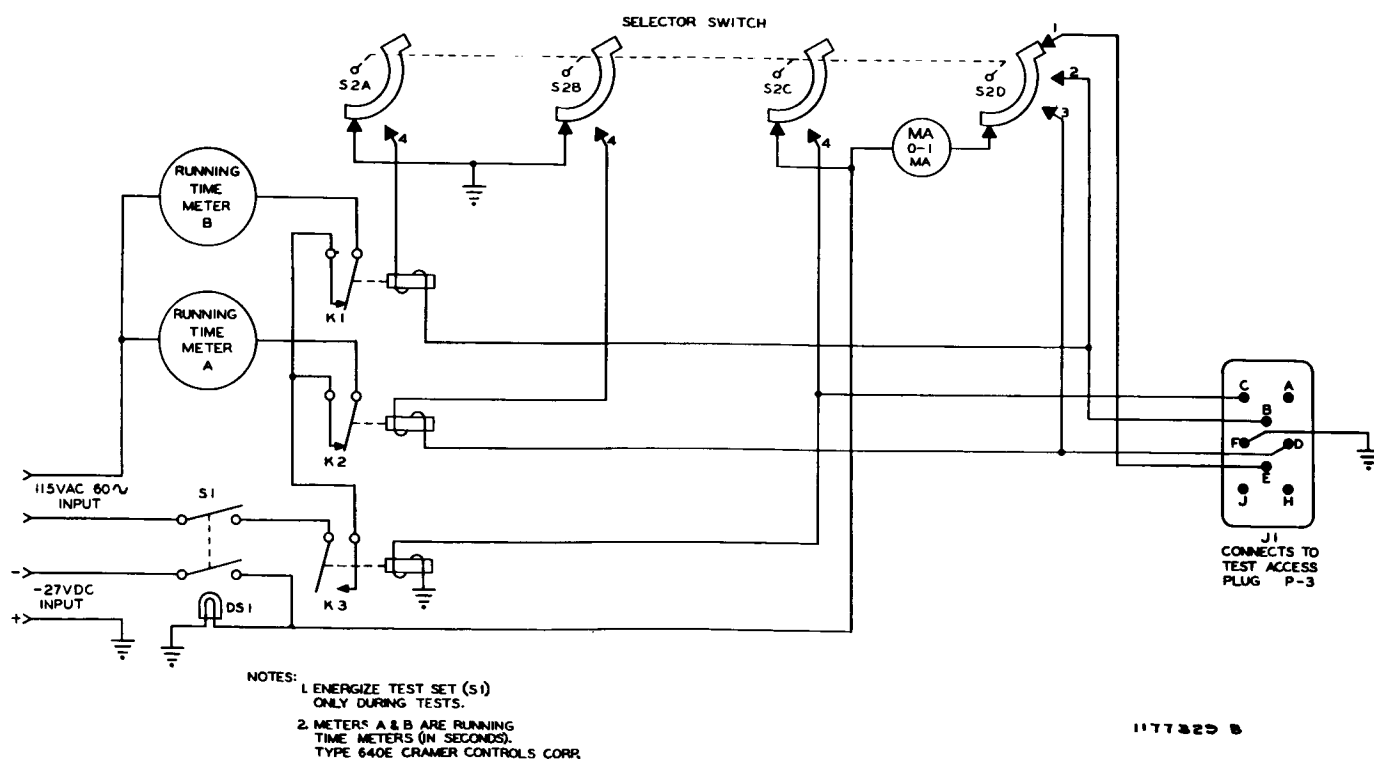 SELECTOR SWITCH
S2A
4
S2B
4
S2C
4
S2D
1
2
3
MA
0-1
MA
RUNNING
TIME
METER
B
RUNNING
TIME
METER
A
K1
K2
K3
115VAC 60~
INPUT
S1
-
-27VDC
INPUT
+
DS1
C
A
B
F
D
E
J
H
J1
CONNECTS TO
TEST ACCESS
PLUG P-3
NOTES:
1. ENERGIZE TEST SET (S1)
ONLY DURING TESTS.
2. METERS A & B ARE RUNNING
TIME METERS (IN SECONDS).
TYPE 640E CRAMER CONTROLS CORP.
1177329 B